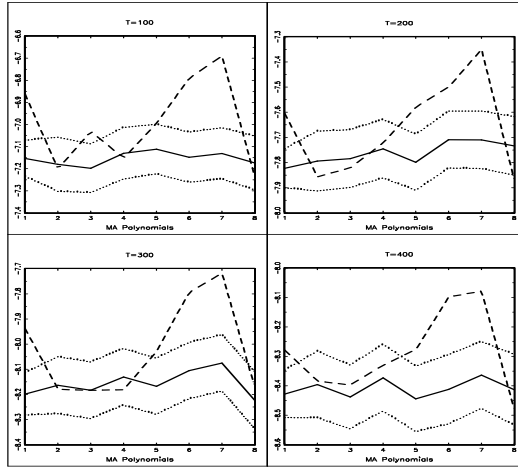 T=100
-6.6
-6.7
-6.8
-6.9
-7.0
-7.1
-7.2
-7.3
-7.4
1 2 3 4 5 6 7 8
MA Polynomials
T=200
-7.3
-7.4
-7.5
-7.6
-7.7
-7.8
-7.9
-8.0
1 2 3 4 5 6 7 8
MA Polynomials
T=300
-7.7
-7.8
-7.9
-8.0
-8.1
-8.2
-8.3
-8.4
1 2 3 4 5 6 7 8
MA Polynomials
T=400
-8.0
-8.1
-8.2
-8.3
-8.4
-8.5
-8.6
1 2 3 4 5 6 7 8
MA Polynomials